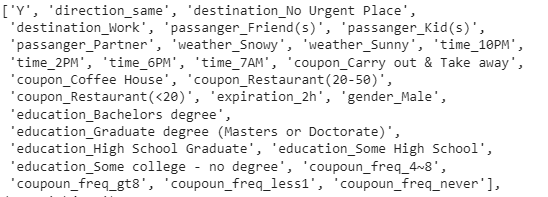 ['Y', 'direction_same', 'destination_No Urgent Place',
'destination_Work', 'passanger_Friend(s)', 'passanger_Kid(s)',
'passanger_Partner', 'weather_Snowy', 'weather_Sunny', 'time_10PM',
'time_2PM', 'time_6PM', 'time_7AM', 'coupon_Carry out & Take away',
'coupon_Coffee House', 'coupon_Restaurant(20-50)',
'coupon_Restaurant(<20)', 'expiration_2h', 'gender_Male',
'education_Bachelors degree',
'education_Graduate degree (Masters or Doctorate)',
'education_High School Graduate', 'education_Some High School',
'education_Some college - no degree', 'coupoun_freq_4~8',
'coupoun_freq_gt8', 'coupoun_freq_less1', 'coupoun_freq_never'],